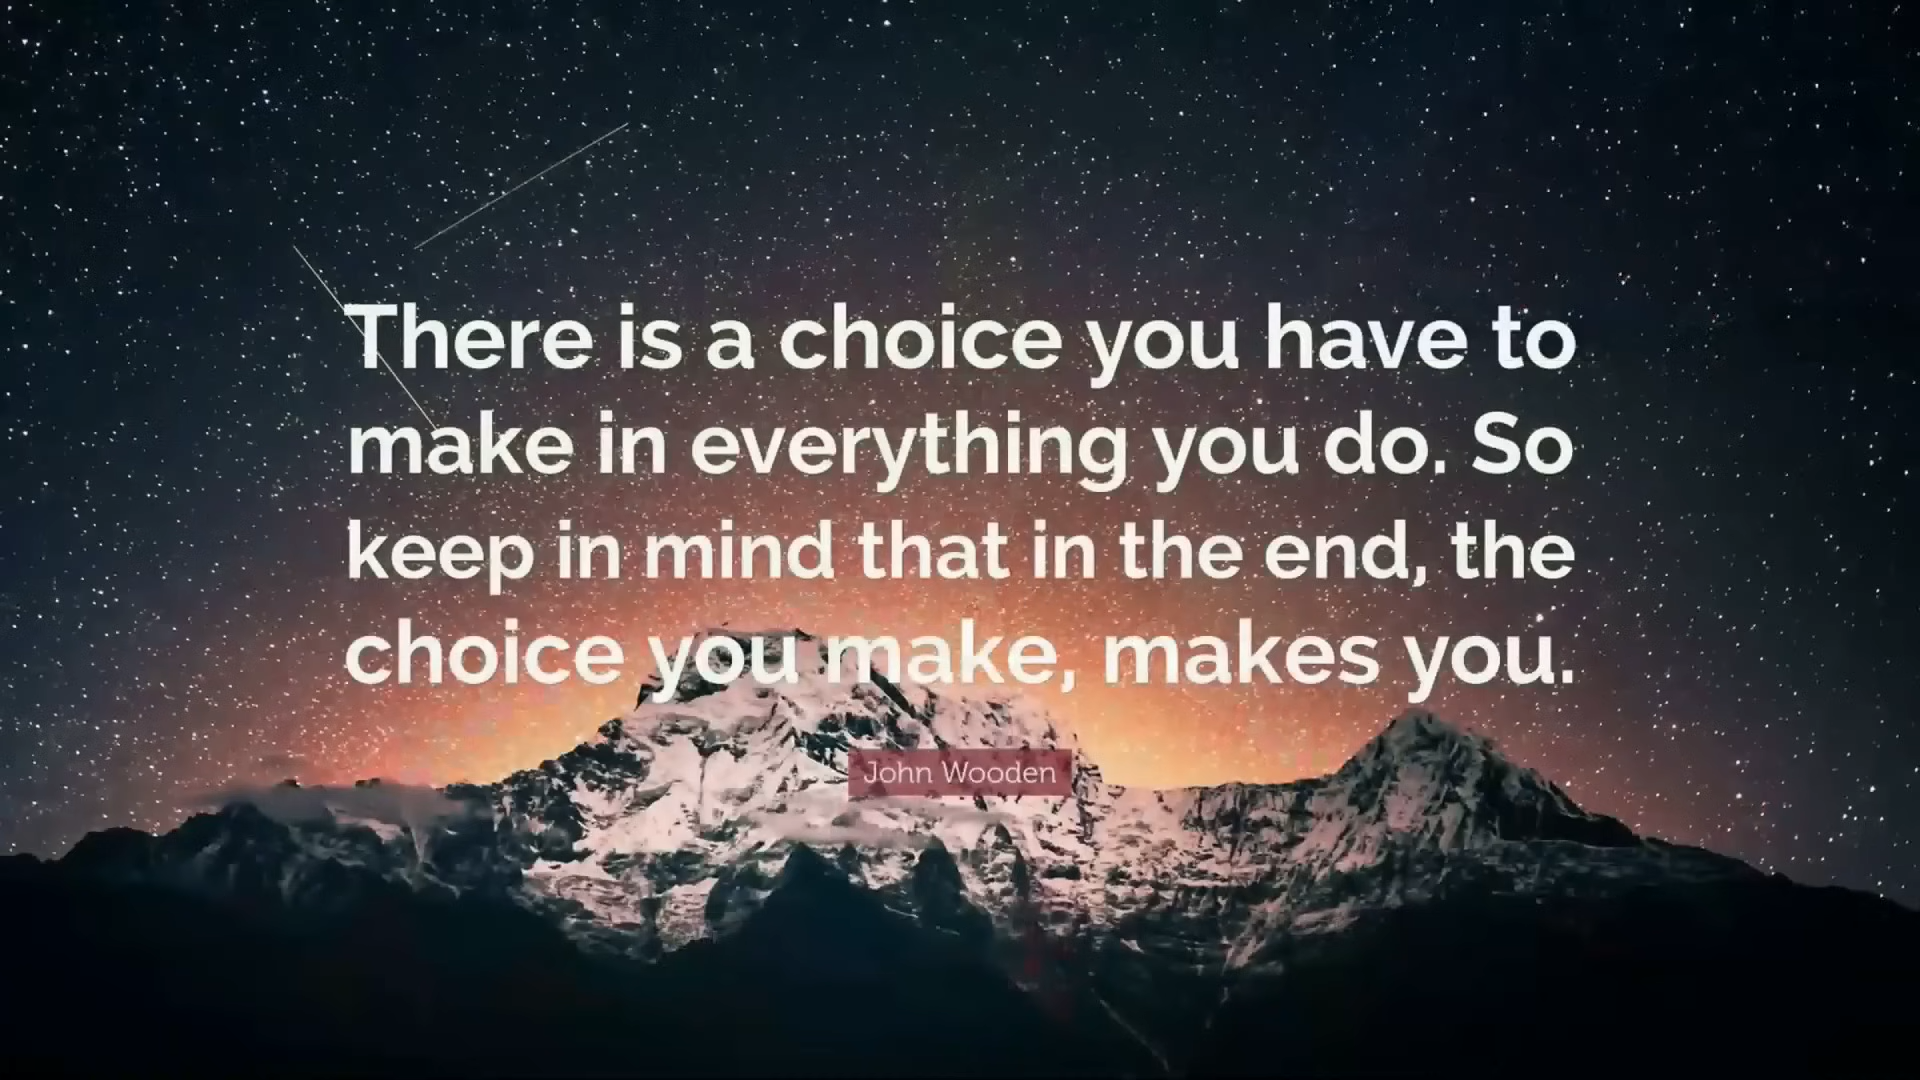 There is a choice you have to
make in everything you do. So
keep in mind that in the end, the
choice you make, makes you.
John Wooden